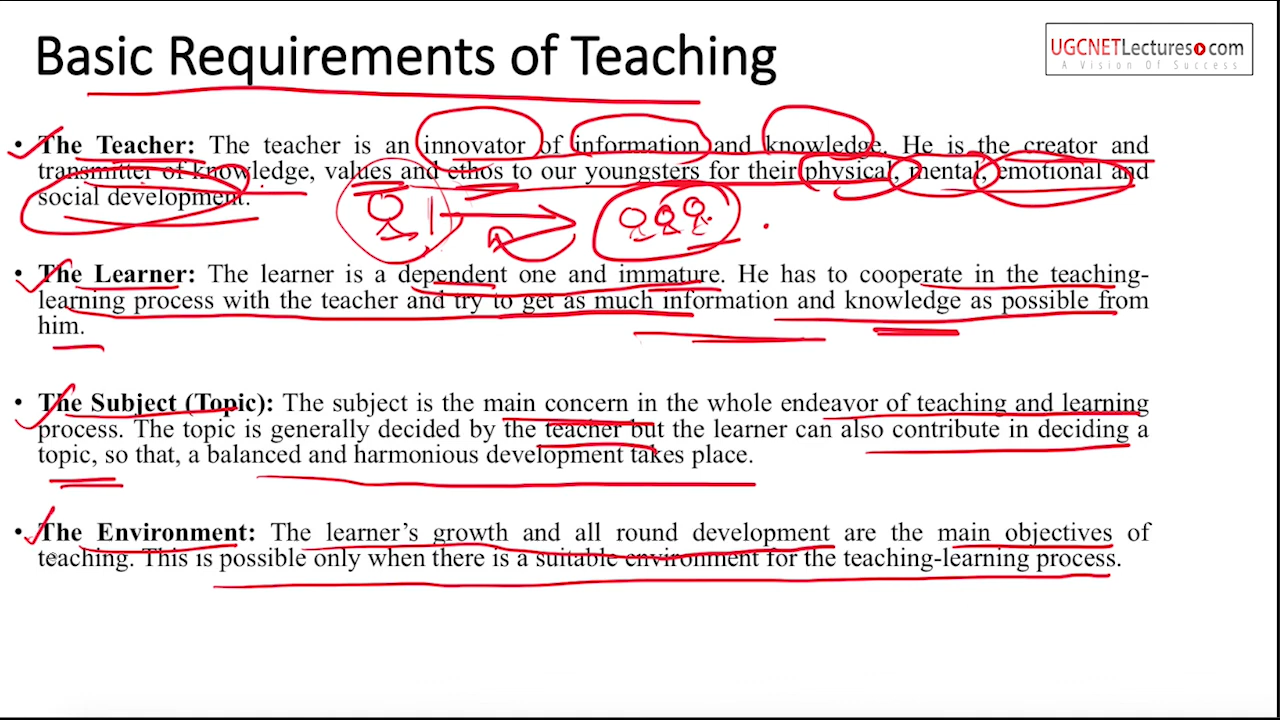 Basic Requirements of Teaching
UGCNETLectures.com
A Vision Of Success
• The Teacher: The teacher is an innovator of information and knowledge. He is the creator and
transmitter of knowledge, values and ethos to our youngsters for their physical, mental, emotional and
social development.
• The Learner: The learner is a dependent one and immature. He has to cooperate in the teaching-
learning process with the teacher and try to get as much information and knowledge as possible from
him.
• The Subject (Topic): The subject is the main concern in the whole endeavor of teaching and learning
process. The topic is generally decided by the teacher but the learner can also contribute in deciding a
topic, so that, a balanced and harmonious development takes place.
• The Environment: The learner’s growth and all round development are the main objectives of
teaching. This is possible only when there is a suitable environment for the teaching-learning process.